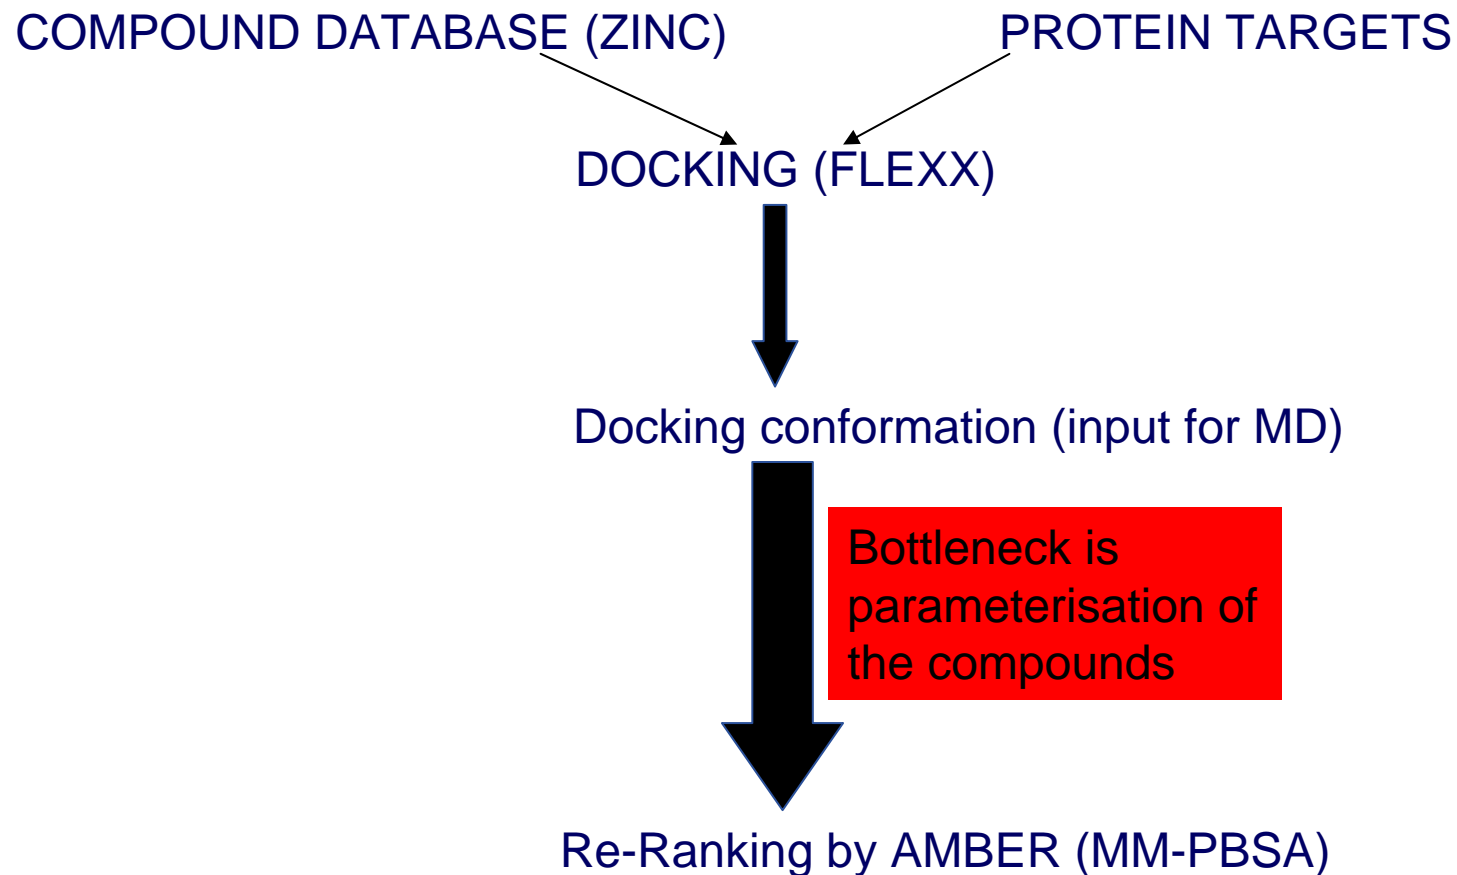 COMPOUND DATABASE (ZINC)
PROTEIN TARGETS
DOCKING (FLEXX)
Docking conformation (input for MD)
Bottleneck is
parameterisation of
the compounds
Re-Ranking by AMBER (MM-PBSA)